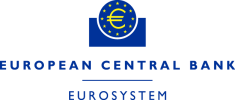 €
EUROPEAN CENTRAL BANK
EUROSYSTEM